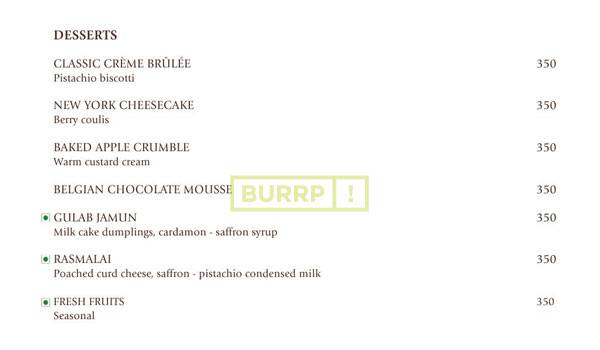 DESSERTS
CLASSIC CRÈME BRÛLÉE 350
Pistachio biscotti
NEW YORK CHEESECAKE 350
Berry coulis
BAKED APPLE CRUMBLE 350
Warm custard cream
BELGIAN CHOCOLATE MOUSSE 350
BURRP !
GULAB JAMUN 350
Milk cake dumplings, cardamon - saffron syrup
RASMALAI 350
Poached curd cheese, saffron - pistachio condensed milk
FRESH FRUITS 350
Seasonal